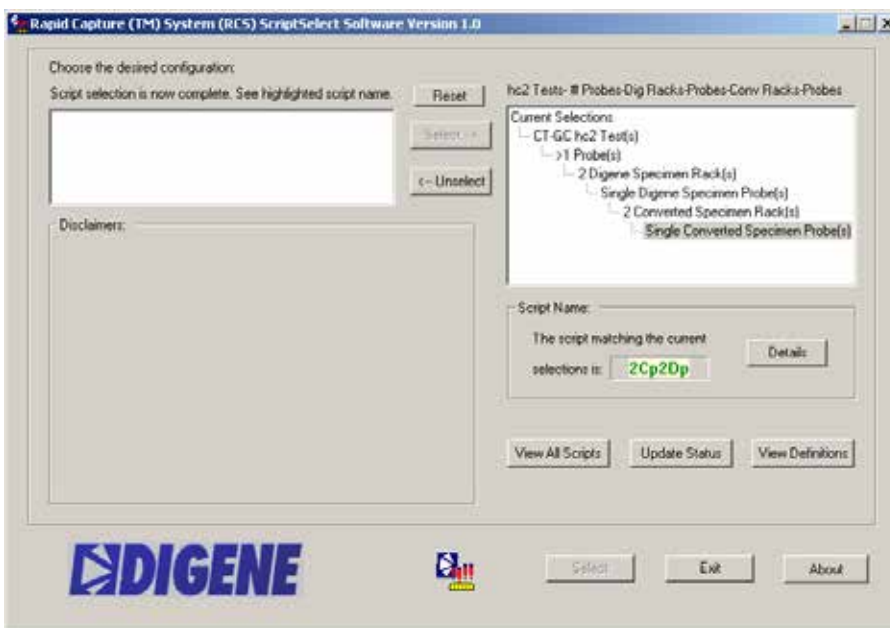 Rapid Capture (TM) System (RCS) ScriptSelect Software Version 1.0
Choose the desired configuration:
Script selection is now complete. See highlighted script name.
Reset
Select ->
<-- Unselect
Disclaimers:
hc2 Tests- # Probes-Dig Racks-Probes-Conv Racks-Probes
Current Selections
CT-GC hc2 Test(s)
>1 Probe(s)
2 Digene Specimen Rack(s)
Single Digene Specimen Probe(s)
2 Converted Specimen Rack(s)
Single Converted Specimen Probe(s)
Script Name:
The script matching the current
selections is:
2Cp2Dp
Details
View All Scripts
Update Status
View Definitions
DIGENE
Select
Exit
About